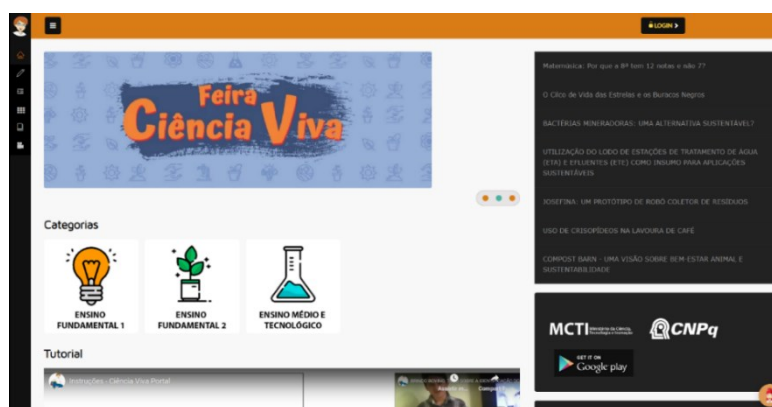 LOGIN >
Feira
Ciência Viva
Matemúsica: Por que a 8ª tem 12 notas e não 7?
O Clico de Vida das Estrelas e os Buracos Negros
BACTÉRIAS MINERADORAS: UMA ALTERNATIVA SUSTENTÁVEL?
UTILIZAÇÃO DO LODO DE ESTAÇÕES DE TRATAMENTO DE ÁGUA
(ETA) E EFLUENTES (ETE) COMO INSUMO PARA APLICAÇÕES
SUSTENTÁVEIS
JOSEFINA: UM PROTÓTIPO DE ROBÔ COLETOR DE RESÍDUOS
USO DE CRISOPÍDEOS NA LAVOURA DE CAFÉ
COMPOST BARN - UMA VISÃO SOBRE BEM-ESTAR ANIMAL E
SUSTENTABILIDADE
Categorias
ENSINO
FUNDAMENTAL 1
ENSINO
FUNDAMENTAL 2
ENSINO MÉDIO E
TECNOLÓGICO
MCTI
CNPq
GET IT ON
Google play
Tutorial
Instruções - Ciência Viva Portal